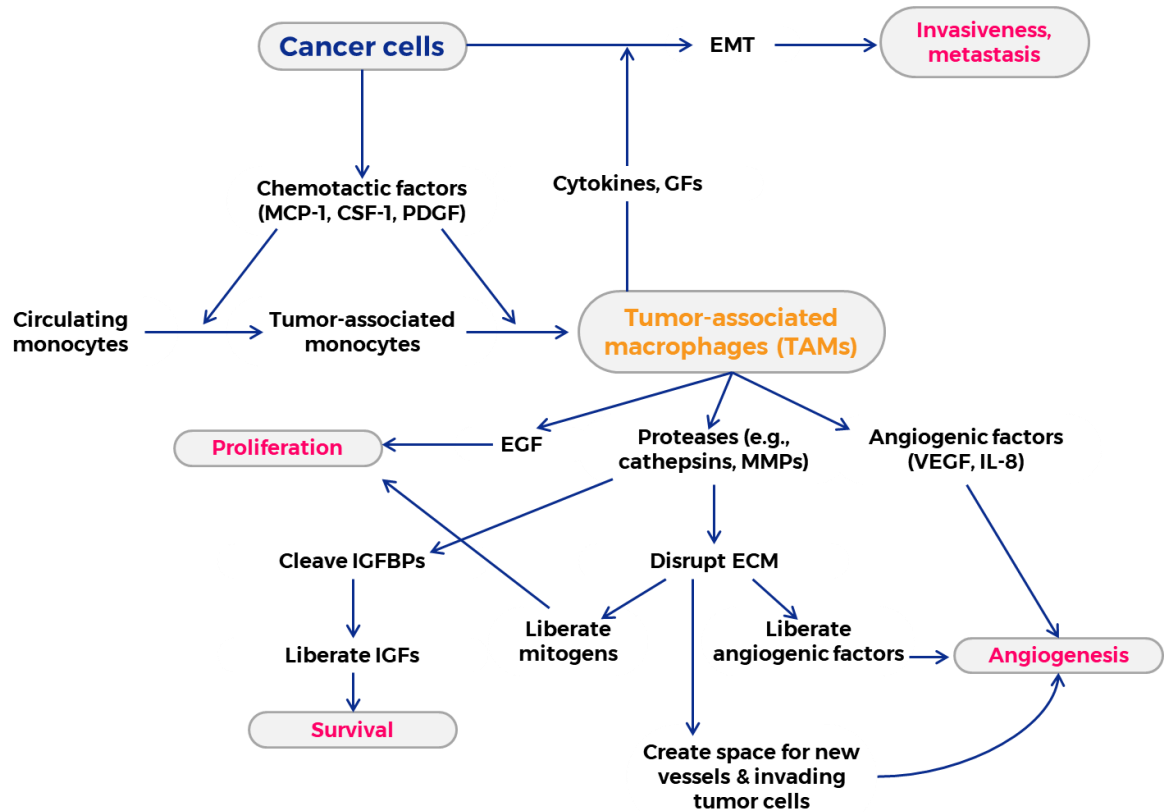 Cancer cells
EMT
Invasiveness,
metastasis
Chemotactic factors
(MCP-1, CSF-1, PDGF)
Cytokines, GFs
Circulating
monocytes
Tumor-associated
monocytes
Tumor-associated
macrophages (TAMs)
Proliferation
EGF
Proteases (e.g.,
cathepsins, MMPs)
Angiogenic factors
(VEGF, IL-8)
Cleave IGFBPs
Disrupt ECM
Liberate IGFs
Liberate
mitogens
Liberate
angiogenic factors
Angiogenesis
Survival
Create space for new
vessels & invading
tumor cells